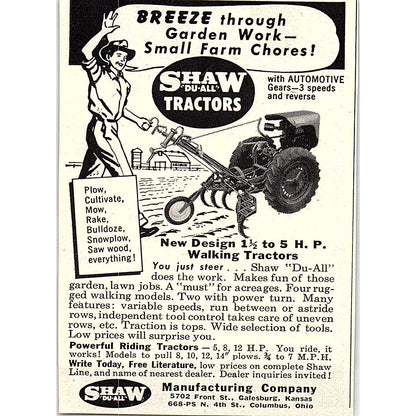 BREEZE through
Garden Work—
Small Farm Chores!
SHAW
"DU-ALL"
TRACTORS
with AUTOMOTIVE
Gears—3 speeds
and reverse
Plow,
Cultivate,
Mow,
Rake,
Bulldoze,
Snowplow,
Saw wood,
everything!
New Design 1½ to 5 H. P.
Walking Tractors
You just steer . . . Shaw "Du-All"
does the work. Makes fun of those
garden, lawn jobs. A "must" for acreages. Four rug-
ged walking models. Two with power turn. Many
features: variable speeds, run between or astride
rows, independent tool control takes care of uneven
rows, etc. Traction is tops. Wide selection of tools.
Low prices will surprise you.
Powerful Riding Tractors — 5, 8, 12 H.P. You ride, it
works! Models to pull 8, 10, 12, 14" plows. ¾ to 7 M.P.H.
Write Today, Free Literature, low prices on complete Shaw
Line, and name of nearest dealer. Dealer inquiries invited!
SHAW
"DU-ALL"
Manufacturing Company
5702 Front St., Galesburg, Kansas
668-PS N. 4th St., Columbus, Ohio